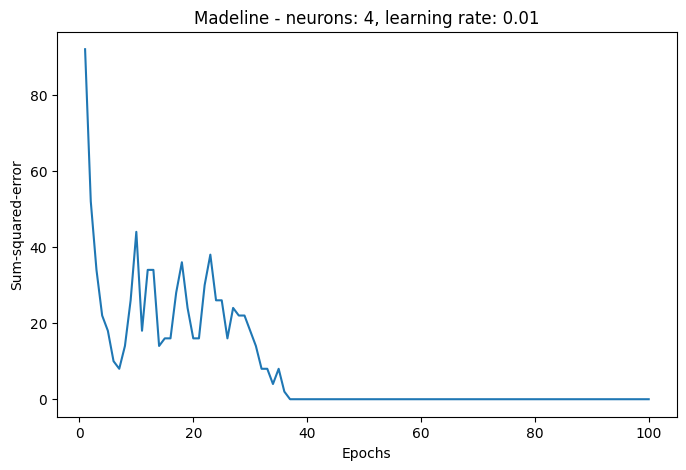 Madeline - neurons: 4, learning rate: 0.01
80
60
40
20
0
Sum-squared-error
0 20 40 60 80 100
Epochs